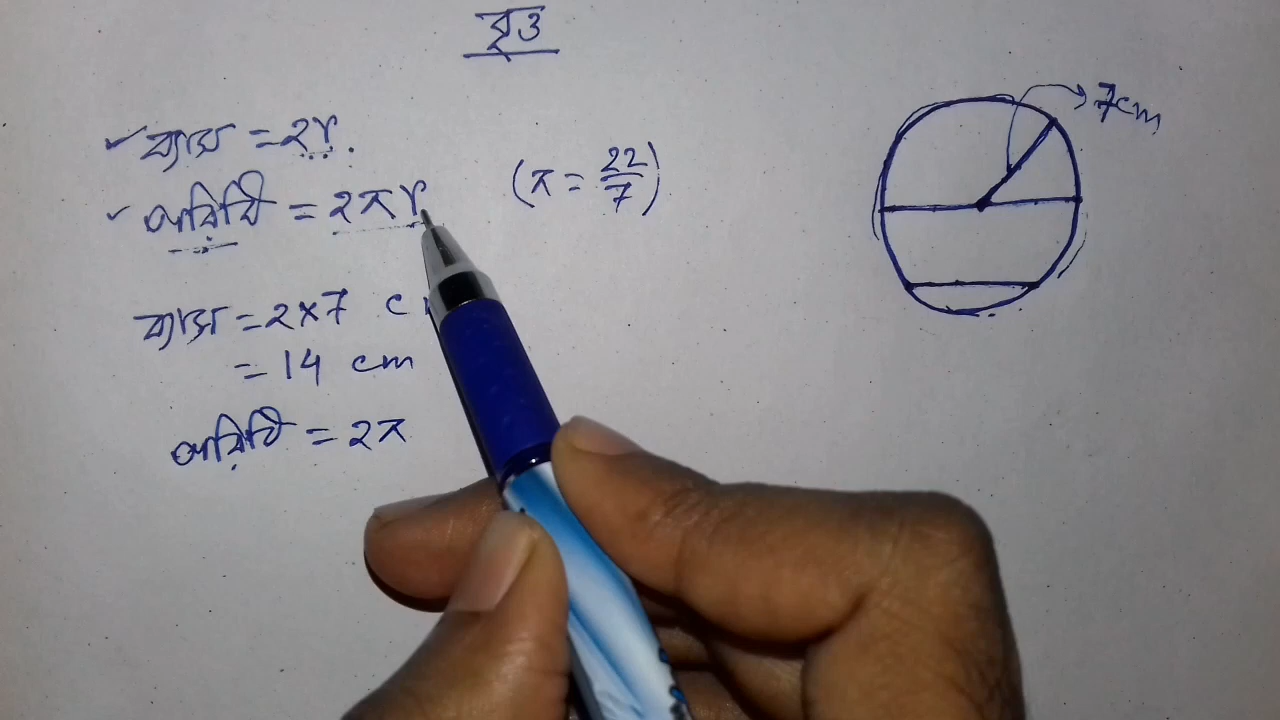 বৃত্ত
✓ ব্যাস = 2r.
✓ পরিধি = 2πr
(π = 22/7)
7cm
ব্যাস = 2×7 c
= 14 cm
পরিধি = 2π